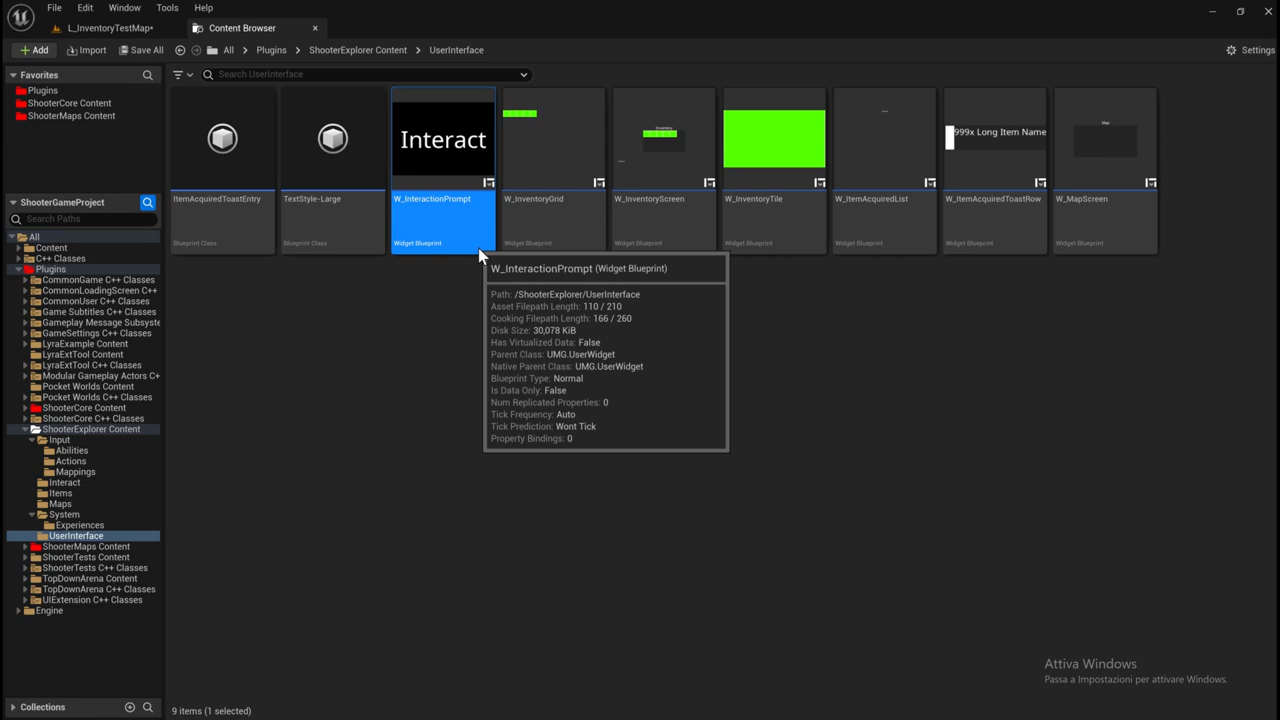 File Edit Window Tools Help
L_InventoryTestMap*
Content Browser
Add Import Save All All Plugins ShooterExplorer Content UserInterface Settings
Favorites
Plugins
ShooterCore Content
ShooterMaps Content
ShooterGameProject
Search Paths
All
Content
C++ Classes
Plugins
CommonGame C++ Classes
CommonLoadingScreen C++
CommonUser C++ Classes
Game Subtitles C++ Classes
Gameplay Message Subsyste
GameSettings C++ Classes
LyraExample Content
LyraExtTool Content
LyraExtTool C++ Classes
Modular Gameplay Actors C+
Pocket Worlds Content
Pocket Worlds C++ Classes
ShooterCore Content
ShooterCore C++ Classes
ShooterExplorer Content
Input
Abilities
Actions
Mappings
Interact
Items
Maps
System
Experiences
UserInterface
ShooterMaps Content
ShooterTests Content
ShooterTests C++ Classes
TopDownArena Content
TopDownArena C++ Classes
UIExtension C++ Classes
Engine
Collections
Search UserInterface
Interact
Inventory
999x Long Item Name
Map
ItemAcquiredToastEntry
Blueprint Class
TextStyle-Large
Blueprint Class
W_InteractionPrompt
Widget Blueprint
W_InventoryGrid
Widget Blueprint
W_InventoryScreen
Widget Blueprint
W_InventoryTile
Widget Blueprint
W_ItemAcquiredList
Widget Blueprint
W_ItemAcquiredToastRow
Widget Blueprint
W_MapScreen
Widget Blueprint
W_InteractionPrompt (Widget Blueprint)
Path: /ShooterExplorer/UserInterface
Asset Filepath Length: 110 / 210
Cooking Filepath Length: 166 / 260
Disk Size: 30,078 KiB
Has Virtualized Data: False
Parent Class: UMG.UserWidget
Native Parent Class: UMG.UserWidget
Blueprint Type: Normal
Is Data Only: False
Num Replicated Properties: 0
Tick Frequency: Auto
Tick Prediction: Wont Tick
Property Bindings: 0
Attiva Windows
Passa a Impostazioni per attivare Windows.
9 items (1 selected)